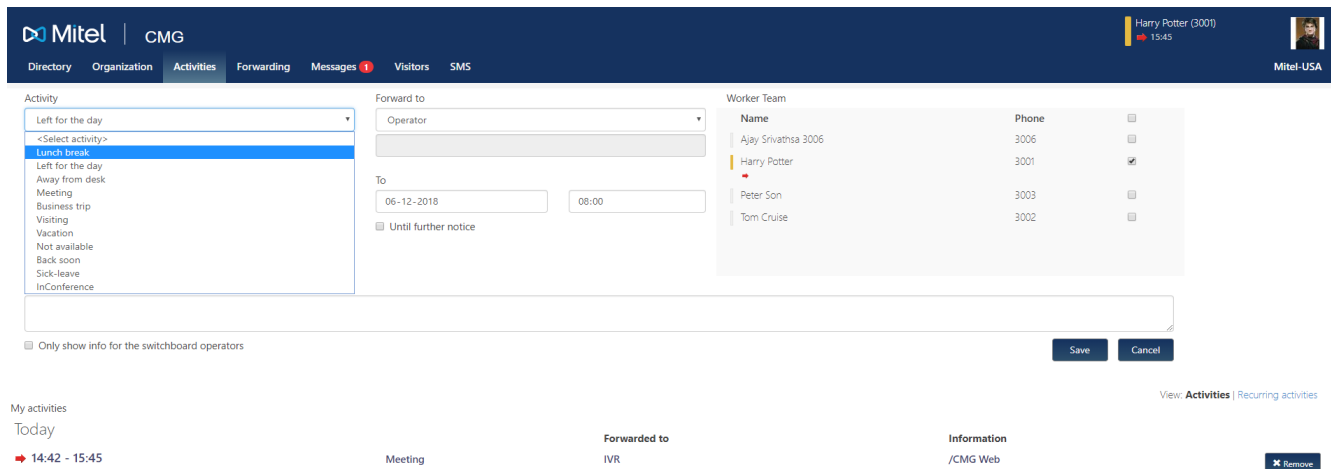 Mitel | CMG
Harry Potter (3001)
15:45
Directory Organization Activities Forwarding Messages 1 Visitors SMS
Mitel-USA
Activity
Left for the day
<Select activity>
Lunch break
Left for the day
Away from desk
Meeting
Business trip
Visiting
Vacation
Not available
Back soon
Sick-leave
InConference
Forward to
Operator
To
06-12-2018 08:00
Until further notice
Worker Team
Name Phone
Ajay Srivathsa 3006 3006
Harry Potter 3001
Peter Son 3003
Tom Cruise 3002
Only show info for the switchboard operators
Save Cancel
View: Activities | Recurring activities
My activities
Today
Forwarded to Information
14:42 - 15:45 Meeting IVR /CMG Web Remove